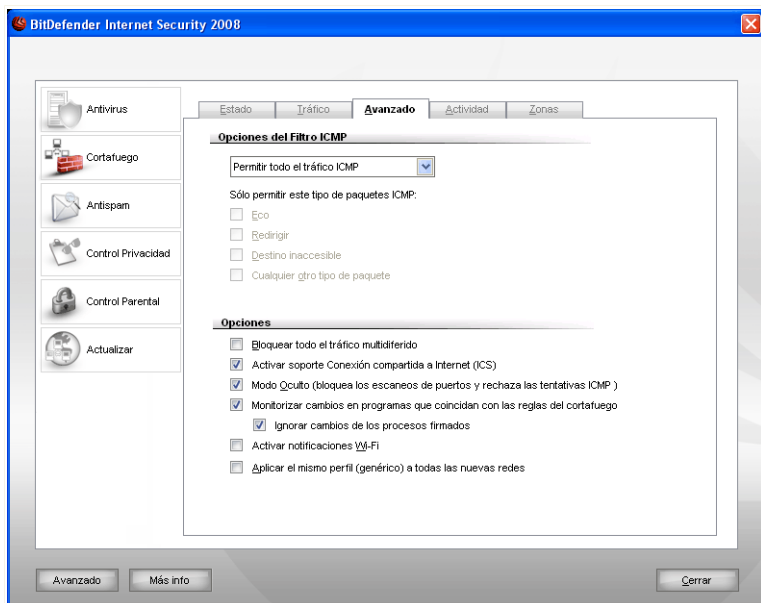 BitDefender Internet Security 2008
Antivirus
Cortafuego
Antispam
Control Privacidad
Control Parental
Actualizar
Estado Tráfico Avanzado Actividad Zonas
Opciones del Filtro ICMP
Permitir todo el tráfico ICMP
Sólo permitir este tipo de paquetes ICMP:
Eco
Redirigir
Destino inaccesible
Cualquier otro tipo de paquete
Opciones
Bloquear todo el tráfico multidiferido
Activar soporte Conexión compartida a Internet (ICS)
Modo Oculto (bloquea los escaneos de puertos y rechaza las tentativas ICMP )
Monitorizar cambios en programas que coincidan con las reglas del cortafuego
Ignorar cambios de los procesos firmados
Activar notificaciones Wi-Fi
Aplicar el mismo perfil (genérico) a todas las nuevas redes
Avanzado Más info Cerrar